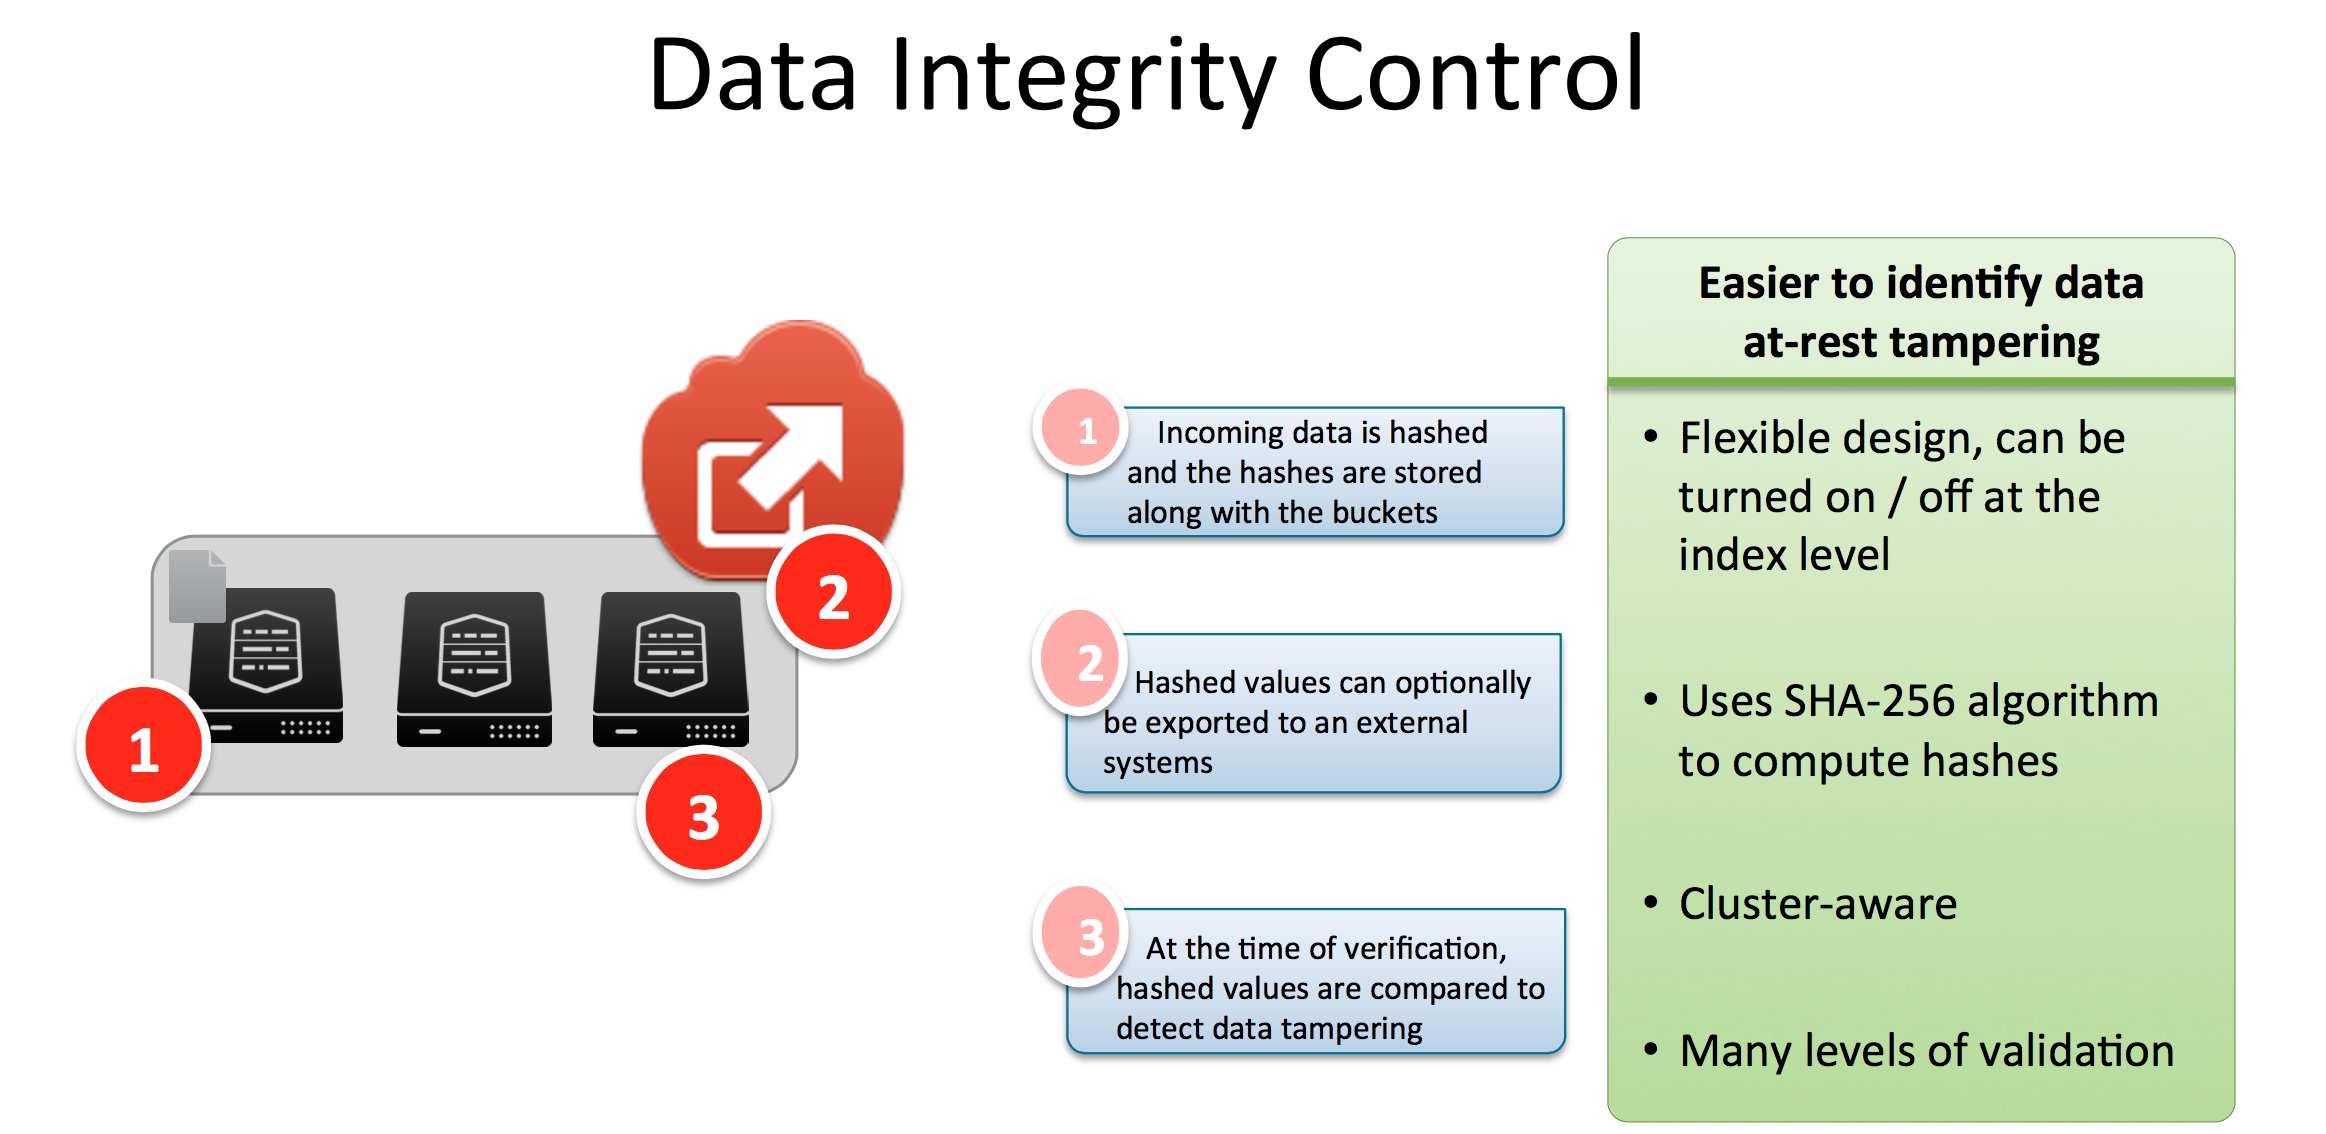 Data Integrity Control
1
2
3
1
Incoming data is hashed
and the hashes are stored
along with the buckets
2
Hashed values can optionally
be exported to an external
systems
3
At the time of verification,
hashed values are compared to
detect data tampering
Easier to identify data
at-rest tampering
• Flexible design, can be
turned on / off at the
index level
• Uses SHA-256 algorithm
to compute hashes
• Cluster-aware
• Many levels of validation